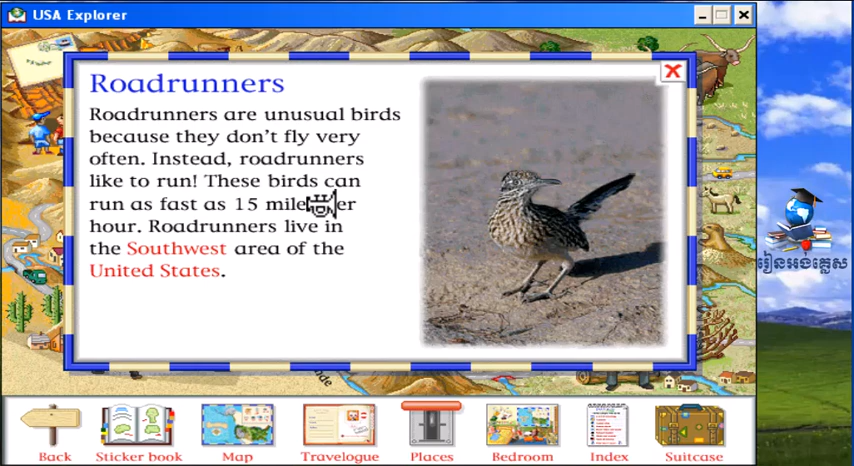 USA Explorer
Roadrunners
Roadrunners are unusual birds
because they don't fly very
often. Instead, roadrunners
like to run! These birds can
run as fast as 15 mile er
hour. Roadrunners live in
the Southwest area of the
United States.
រៀនអង់គ្លេស
Back
Sticker book
Map
Travelogue
Places
Bedroom
Index
Suitcase